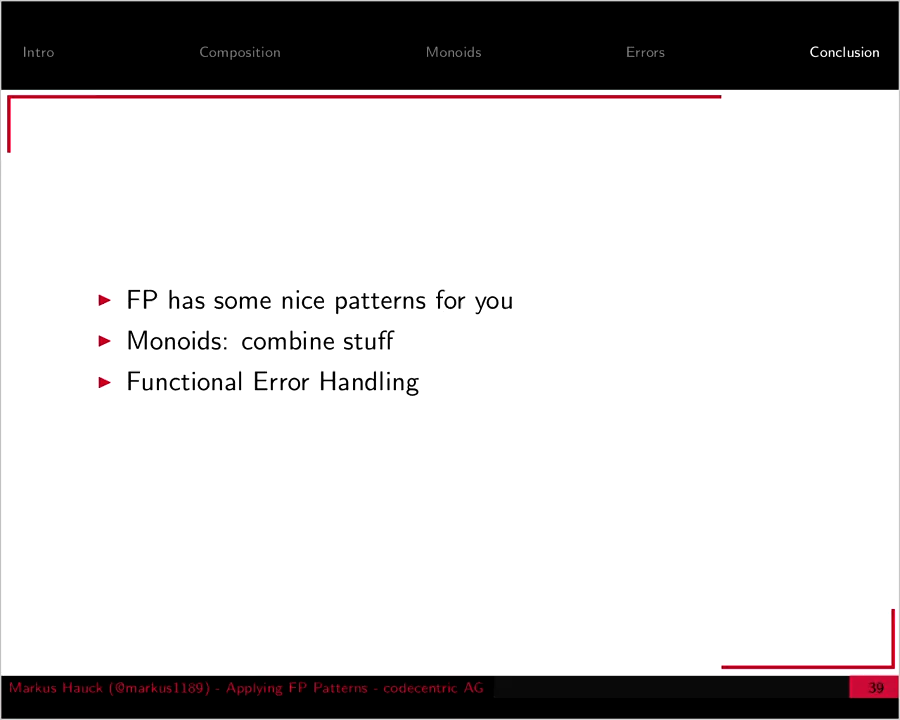 Intro Composition Monoids Errors Conclusion
FP has some nice patterns for you
Monoids: combine stuff
Functional Error Handling
Markus Hauck (@markus1189) - Applying FP Patterns - codecentric AG 39